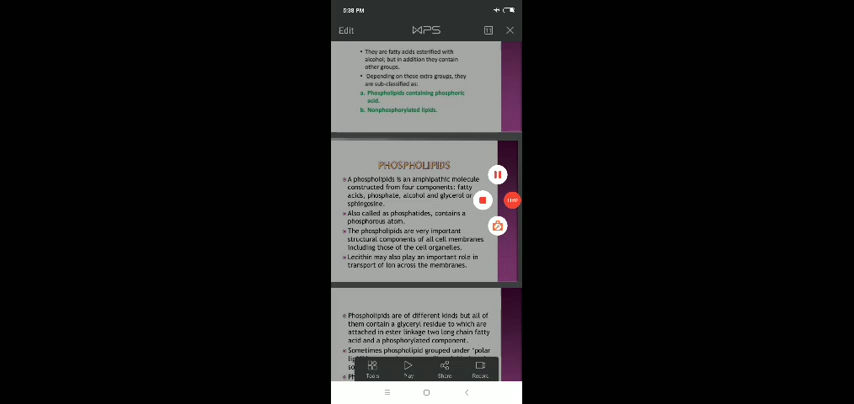 5:38 PM
Edit
WPS
• They are fatty acids esterified with
alcohol; but in addition they contain
other groups.
• Depending on these extra groups, they
are sub-classified as:
a. Phospholipids containing phosphoric
acid.
b. Nonphosphorylated lipids.
PHOSPHOLIPIDS
A phospholipids is an amphipathic molecule
constructed from four components: fatty
acids, phosphate, alcohol and glycerol or
sphingosine.
Also called as phosphatides, contains a
phosphorous atom.
The phospholipids are very important
structural components of all cell membranes
including those of the cell organelles.
Lecithin may also play an important role in
transport of ion across the membranes.
Phospholipids are of different kinds but all of
them contain a glyceryl residue to which are
attached in ester linkage two long chain fatty
acid and a phosphorylated component.
Sometimes phospholipid grouped under 'polar
Tools
Play
Share
Record